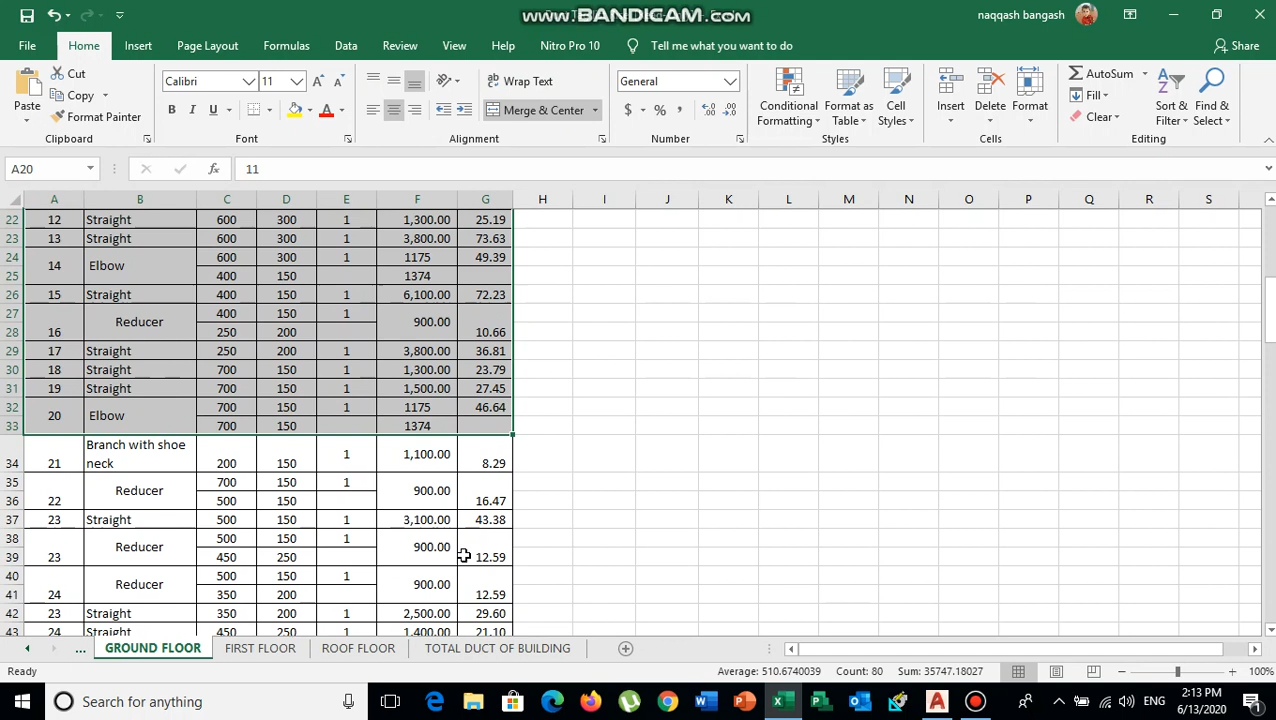 www.BANDICAM.com
naqqash bangash
File Home Insert Page Layout Formulas Data Review View Help Nitro Pro 10 Tell me what you want to do Share
Paste Cut Copy Format Painter Clipboard
Calibri 11 B I U A Font
Wrap Text Merge & Center Alignment
General $ % , Number
Conditional Formatting Format as Table Cell Styles Styles
Insert Delete Format Cells
AutoSum Fill Clear Sort & Filter Find & Select Editing
A20 fx 11
A B C D E F G H I J K L M N O P Q R S
22 12 Straight 600 300 1 1,300.00 25.19
23 13 Straight 600 300 1 3,800.00 73.63
24 14 Elbow 600 300 1 1175 49.39
25 400 150 1374
26 15 Straight 400 150 1 6,100.00 72.23
27 Reducer 400 150 1 900.00
28 16 250 200 10.66
29 17 Straight 250 200 1 3,800.00 36.81
30 18 Straight 700 150 1 1,300.00 23.79
31 19 Straight 700 150 1 1,500.00 27.45
32 20 Elbow 700 150 1 1175 46.64
33 700 150 1374
34 21 Branch with shoe neck 200 150 1 1,100.00 8.29
35 Reducer 700 150 1 900.00
36 22 500 150 16.47
37 23 Straight 500 150 1 3,100.00 43.38
38 Reducer 500 150 1 900.00
39 23 450 250 12.59
40 Reducer 500 150 1 900.00
41 24 350 200 12.59
42 23 Straight 350 200 1 2,500.00 29.60
43 24 Straight 450 250 1 1,400.00 21.10
... GROUND FLOOR FIRST FLOOR ROOF FLOOR TOTAL DUCT OF BUILDING
Ready Average: 510.6740039 Count: 80 Sum: 35747.18027 100%
Search for anything ENG 2:13 PM
6/13/2020